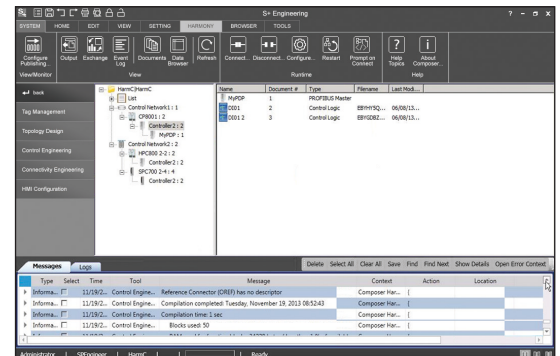 S+ Engineering
SYSTEM HOME EDIT VIEW SETTING HARMONY BROWSER TOOLS
Configure Publishing... Output Exchange Event Log Documents Data Browser Refresh Connect... Disconnect... Configure... Restart Prompt on Connect Help Topics About Composer...
View/Monitor View Runtime Help
back
Tag Management
Topology Design
Control Engineering
Connectivity Engineering
HMI Configuration
HarmC|HarmC
List
Control Network1 : 1
CP8001 : 2
Controller2 : 2
MyPDP : 1
Control Network2 : 2
HPC800 2-2 : 2
Controller2 : 2
SPC700 2-4 : 4
Controller2 : 2
Name Document # Type Filename Last Modi...
MyPDP 1 PROFIBUS Master
DI01 2 Control Logic EBYHY5Q... 06/08/13...
DI01 2 3 Control Logic EBYGDBZ... 06/08/13...
Messages Logs
Delete Select All Clear All Save Find Find Next Show Details Open Error Context
Type Select Time Tool Message Context Action Location
Informa... 11/19/2... Control Engine... Reference Connector (OREF) has no descriptor Composer Har... [
Informa... 11/19/2... Control Engine... Compilation completed: Tuesday, November 19, 2013 08:52:43 Composer Har... [
Informa... 11/19/2... Control Engine... Compilation time: 1 sec Composer Har... [
Informa... 11/19/2... Control Engine... Blocks used: 50 Composer Har... [
Administrator | SPEngineer | HarmC | Ready